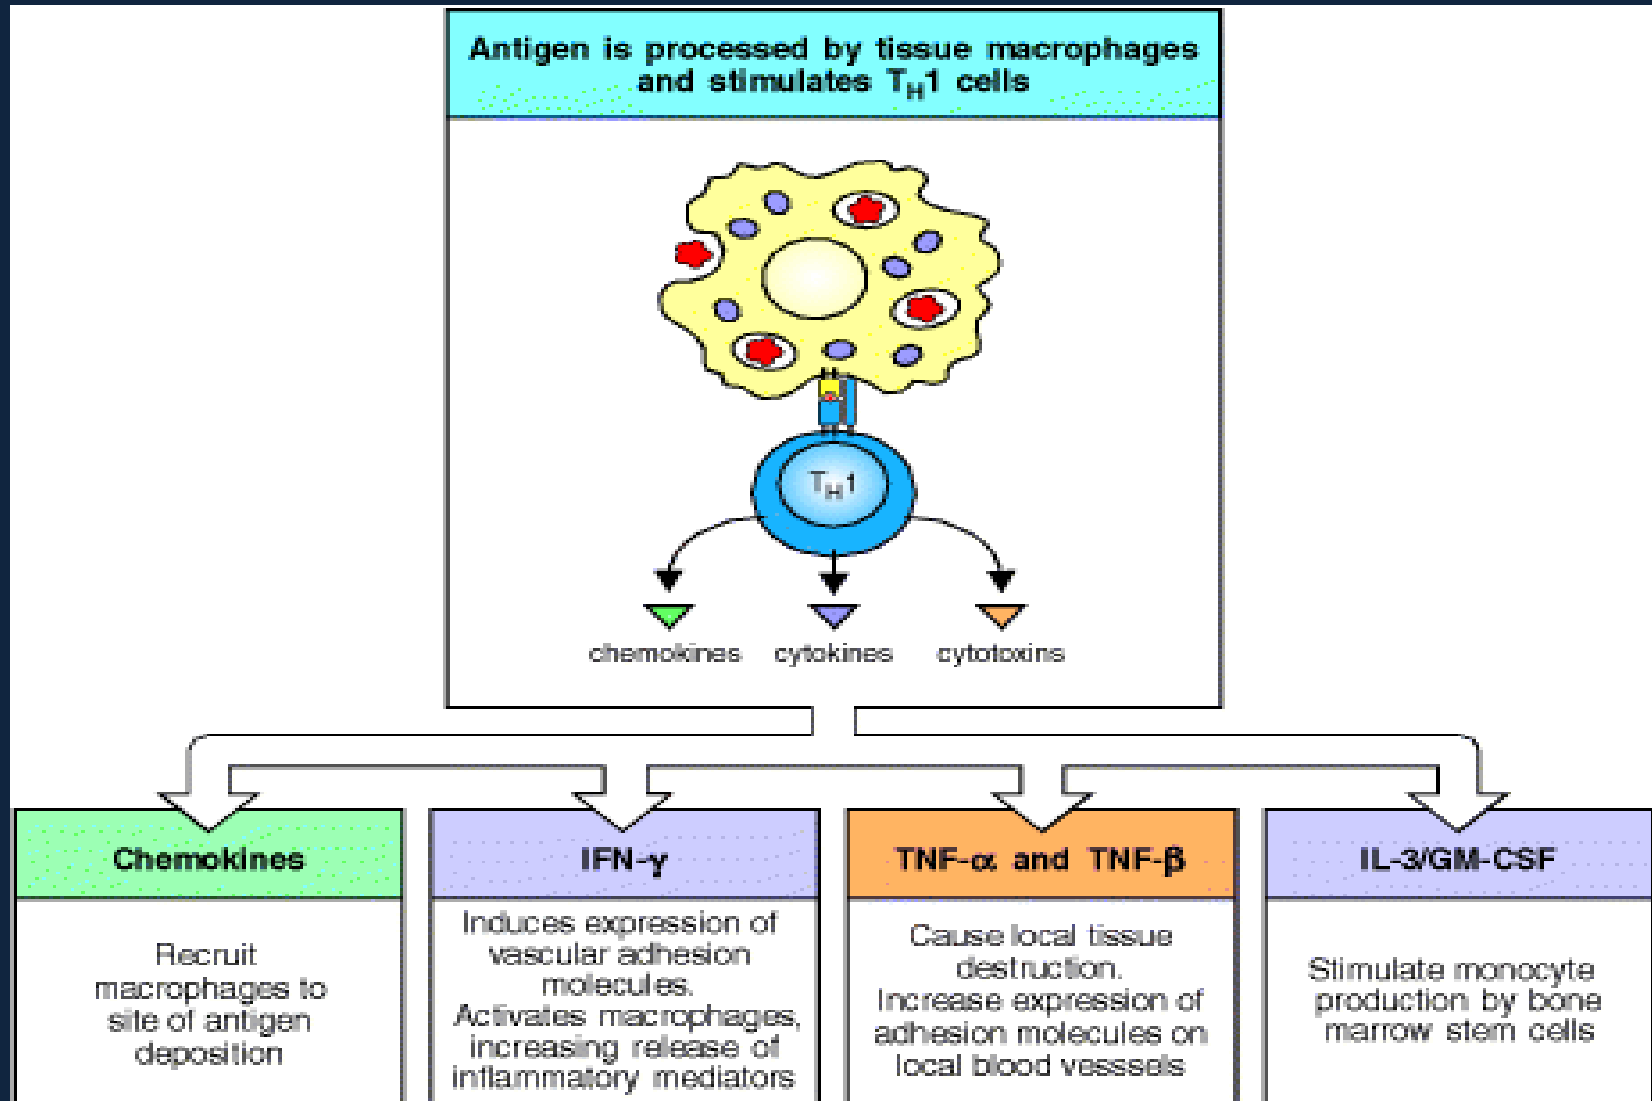 Antigen is processed by tissue macrophages
and stimulates TH1 cells
TH1
chemokines cytokines cytotoxins
Chemokines
Recruit
macrophages to
site of antigen
deposition
IFN-γ
Induces expression of
vascular adhesion
molecules.
Activates macrophages,
increasing release of
inflammatory mediators
TNF-α and TNF-β
Cause local tissue
destruction.
Increase expression of
adhesion molecules on
local blood vesssels
IL-3/GM-CSF
Stimulate monocyte
production by bone
marrow stem cells